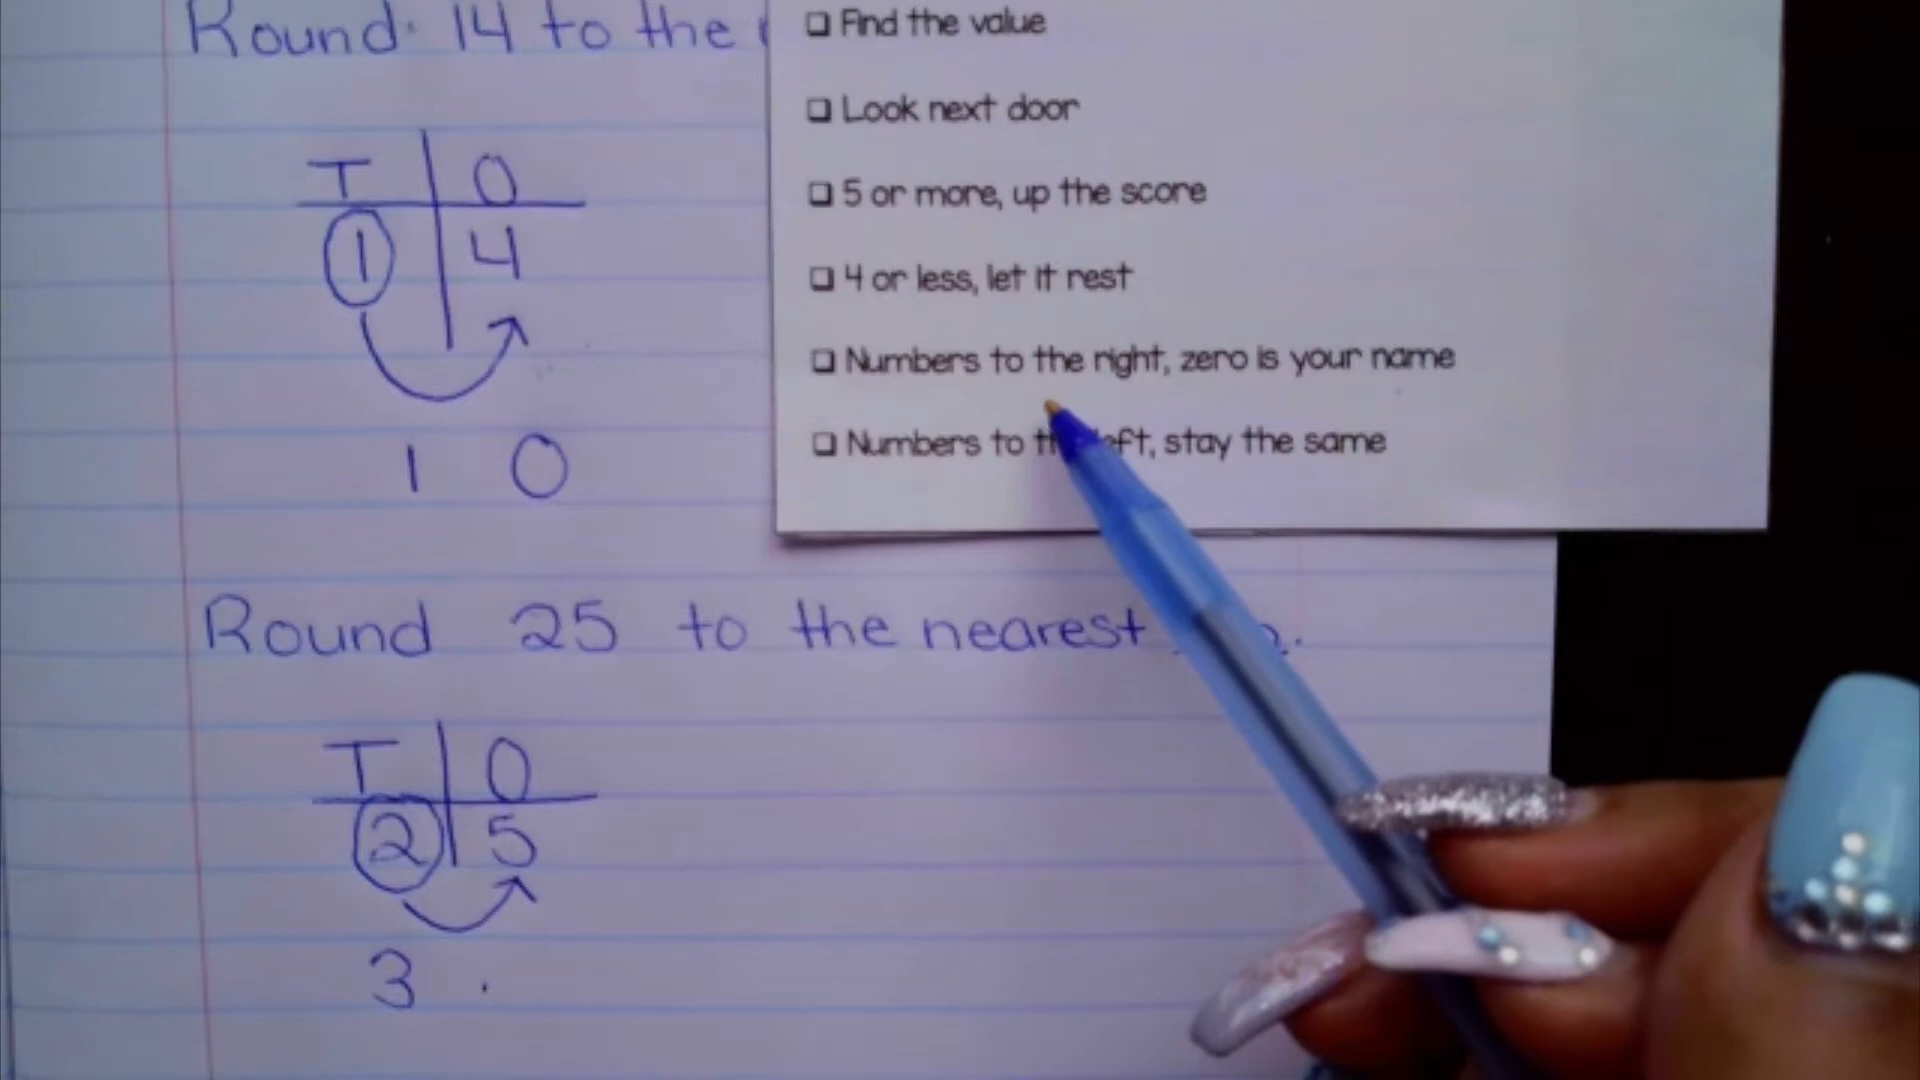 Round 14 to the
☐ Find the value
☐ Look next door
☐ 5 or more, up the score
☐ 4 or less, let it rest
☐ Numbers to the right, zero is your name
☐ Numbers to the left, stay the same
T O
1 4
1 0
Round 25 to the nearest
T O
2 5
3 .